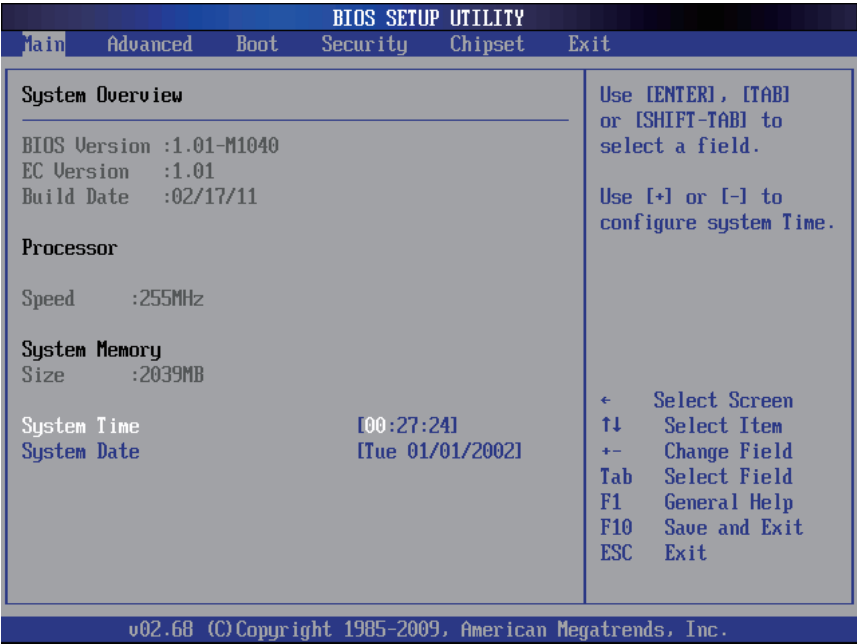 BIOS SETUP UTILITY
Main Advanced Boot Security Chipset Exit
System Overview
BIOS Version :1.01-M1040
EC Version :1.01
Build Date :02/17/11
Processor
Speed :255MHz
System Memory
Size :2039MB
System Time [00:27:24]
System Date [Tue 01/01/2002]
Use [ENTER], [TAB]
or [SHIFT-TAB] to
select a field.
Use [+] or [-] to
configure system Time.
← Select Screen
↑↓ Select Item
+- Change Field
Tab Select Field
F1 General Help
F10 Save and Exit
ESC Exit
v02.68 (C)Copyright 1985-2009, American Megatrends, Inc.